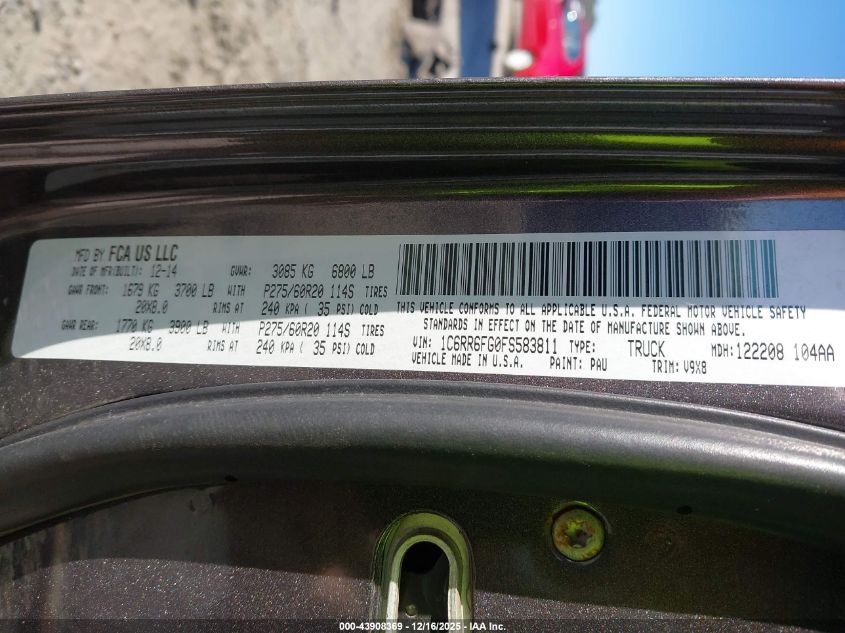 MFD BY FCA US LLC
DATE OF MFR(BUILT): 12-14 GVWR: 3085 KG 6800 LB
GAWR FRONT: 1679 KG 3700 LB WITH P275/60R20 114S TIRES
20X8.0 RIMS AT 240 KPA ( 35 PSI) COLD
GAWR REAR: 1770 KG 3900 LB WITH P275/60R20 114S TIRES
20X8.0 RIMS AT 240 KPA ( 35 PSI) COLD
THIS VEHICLE CONFORMS TO ALL APPLICABLE U.S.A. FEDERAL MOTOR VEHICLE SAFETY
STANDARDS IN EFFECT ON THE DATE OF MANUFACTURE SHOWN ABOVE.
VIN: 1C6RR6FG0FS583811 TYPE: TRUCK MDH:122208 104AA
VEHICLE MADE IN U.S.A. PAINT: PAU TRIM: V9X8
000-43908369 - 12/16/2025 - IAA Inc.